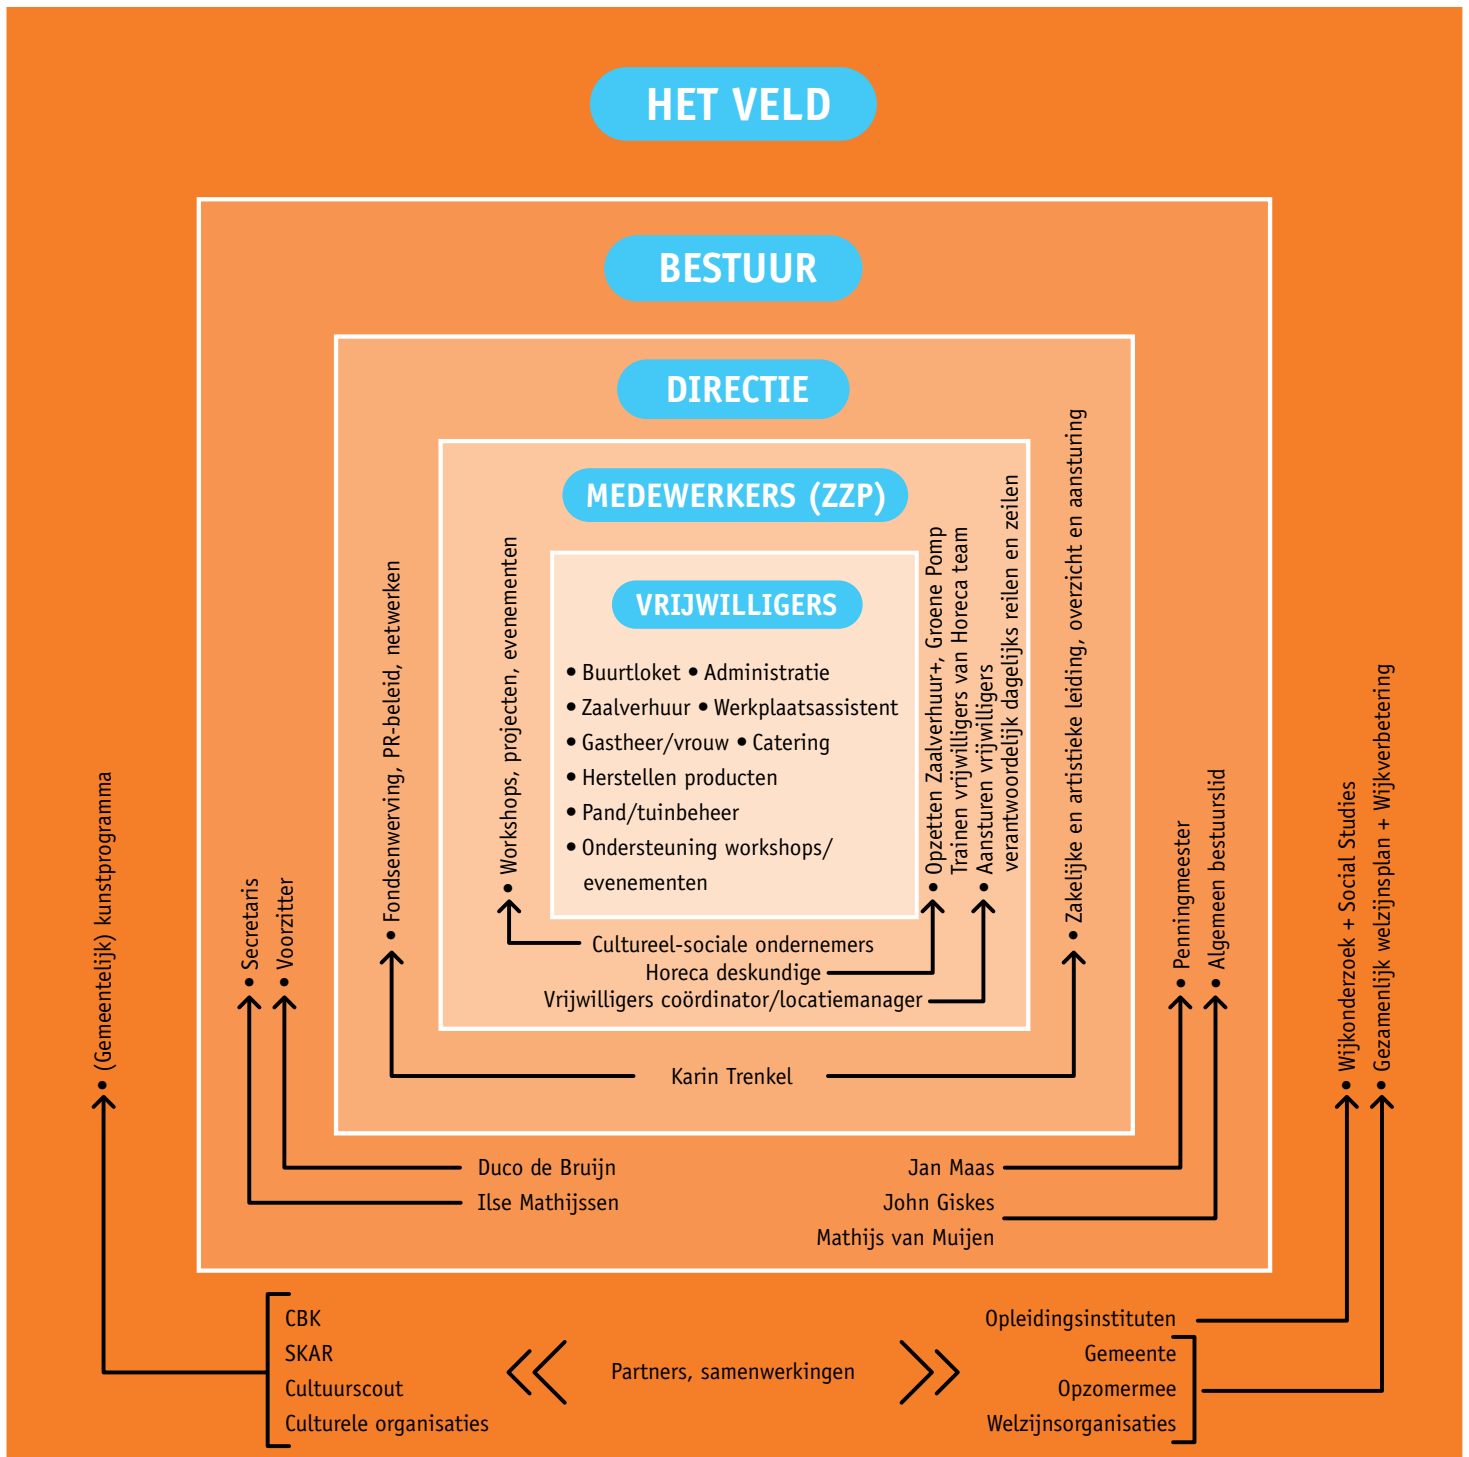 HET VELD
BESTUUR
DIRECTIE
MEDEWERKERS (ZZP)
VRIJWILLIGERS
• Buurtloket • Administratie
• Zaalverhuur • Werkplaatsassistent
• Gastheer/vrouw • Catering
• Herstellen producten
• Pand/tuinbeheer
• Ondersteuning workshops/
evenementen
• Workshops, projecten, evenementen
• Opzetten Zaalverhuur+, Groene Pomp
Trainen vrijwilligers van Horeca team
• Aansturen vrijwilligers
verantwoordelijk dagelijks reilen en zeilen
Cultureel-sociale ondernemers
Horeca deskundige
Vrijwilligers coördinator/locatiemanager
• Fondsenwerving, PR-beleid, netwerken
• Zakelijke en artistieke leiding, overzicht en aansturing
Karin Trenkel
• Secretaris
• Voorzitter
• Penningmeester
• Algemeen bestuurslid
Duco de Bruijn
Ilse Mathijssen
Jan Maas
John Giskes
Mathijs van Muijen
• (Gemeentelijk) kunstprogramma
• Wijkonderzoek + Social Studies
• Gezamenlijk welzijnsplan + Wijkverbetering
CBK
SKAR
Cultuurscout
Culturele organisaties
Partners, samenwerkingen
Opleidingsinstituten
Gemeente
Opzomermee
Welzijnsorganisaties